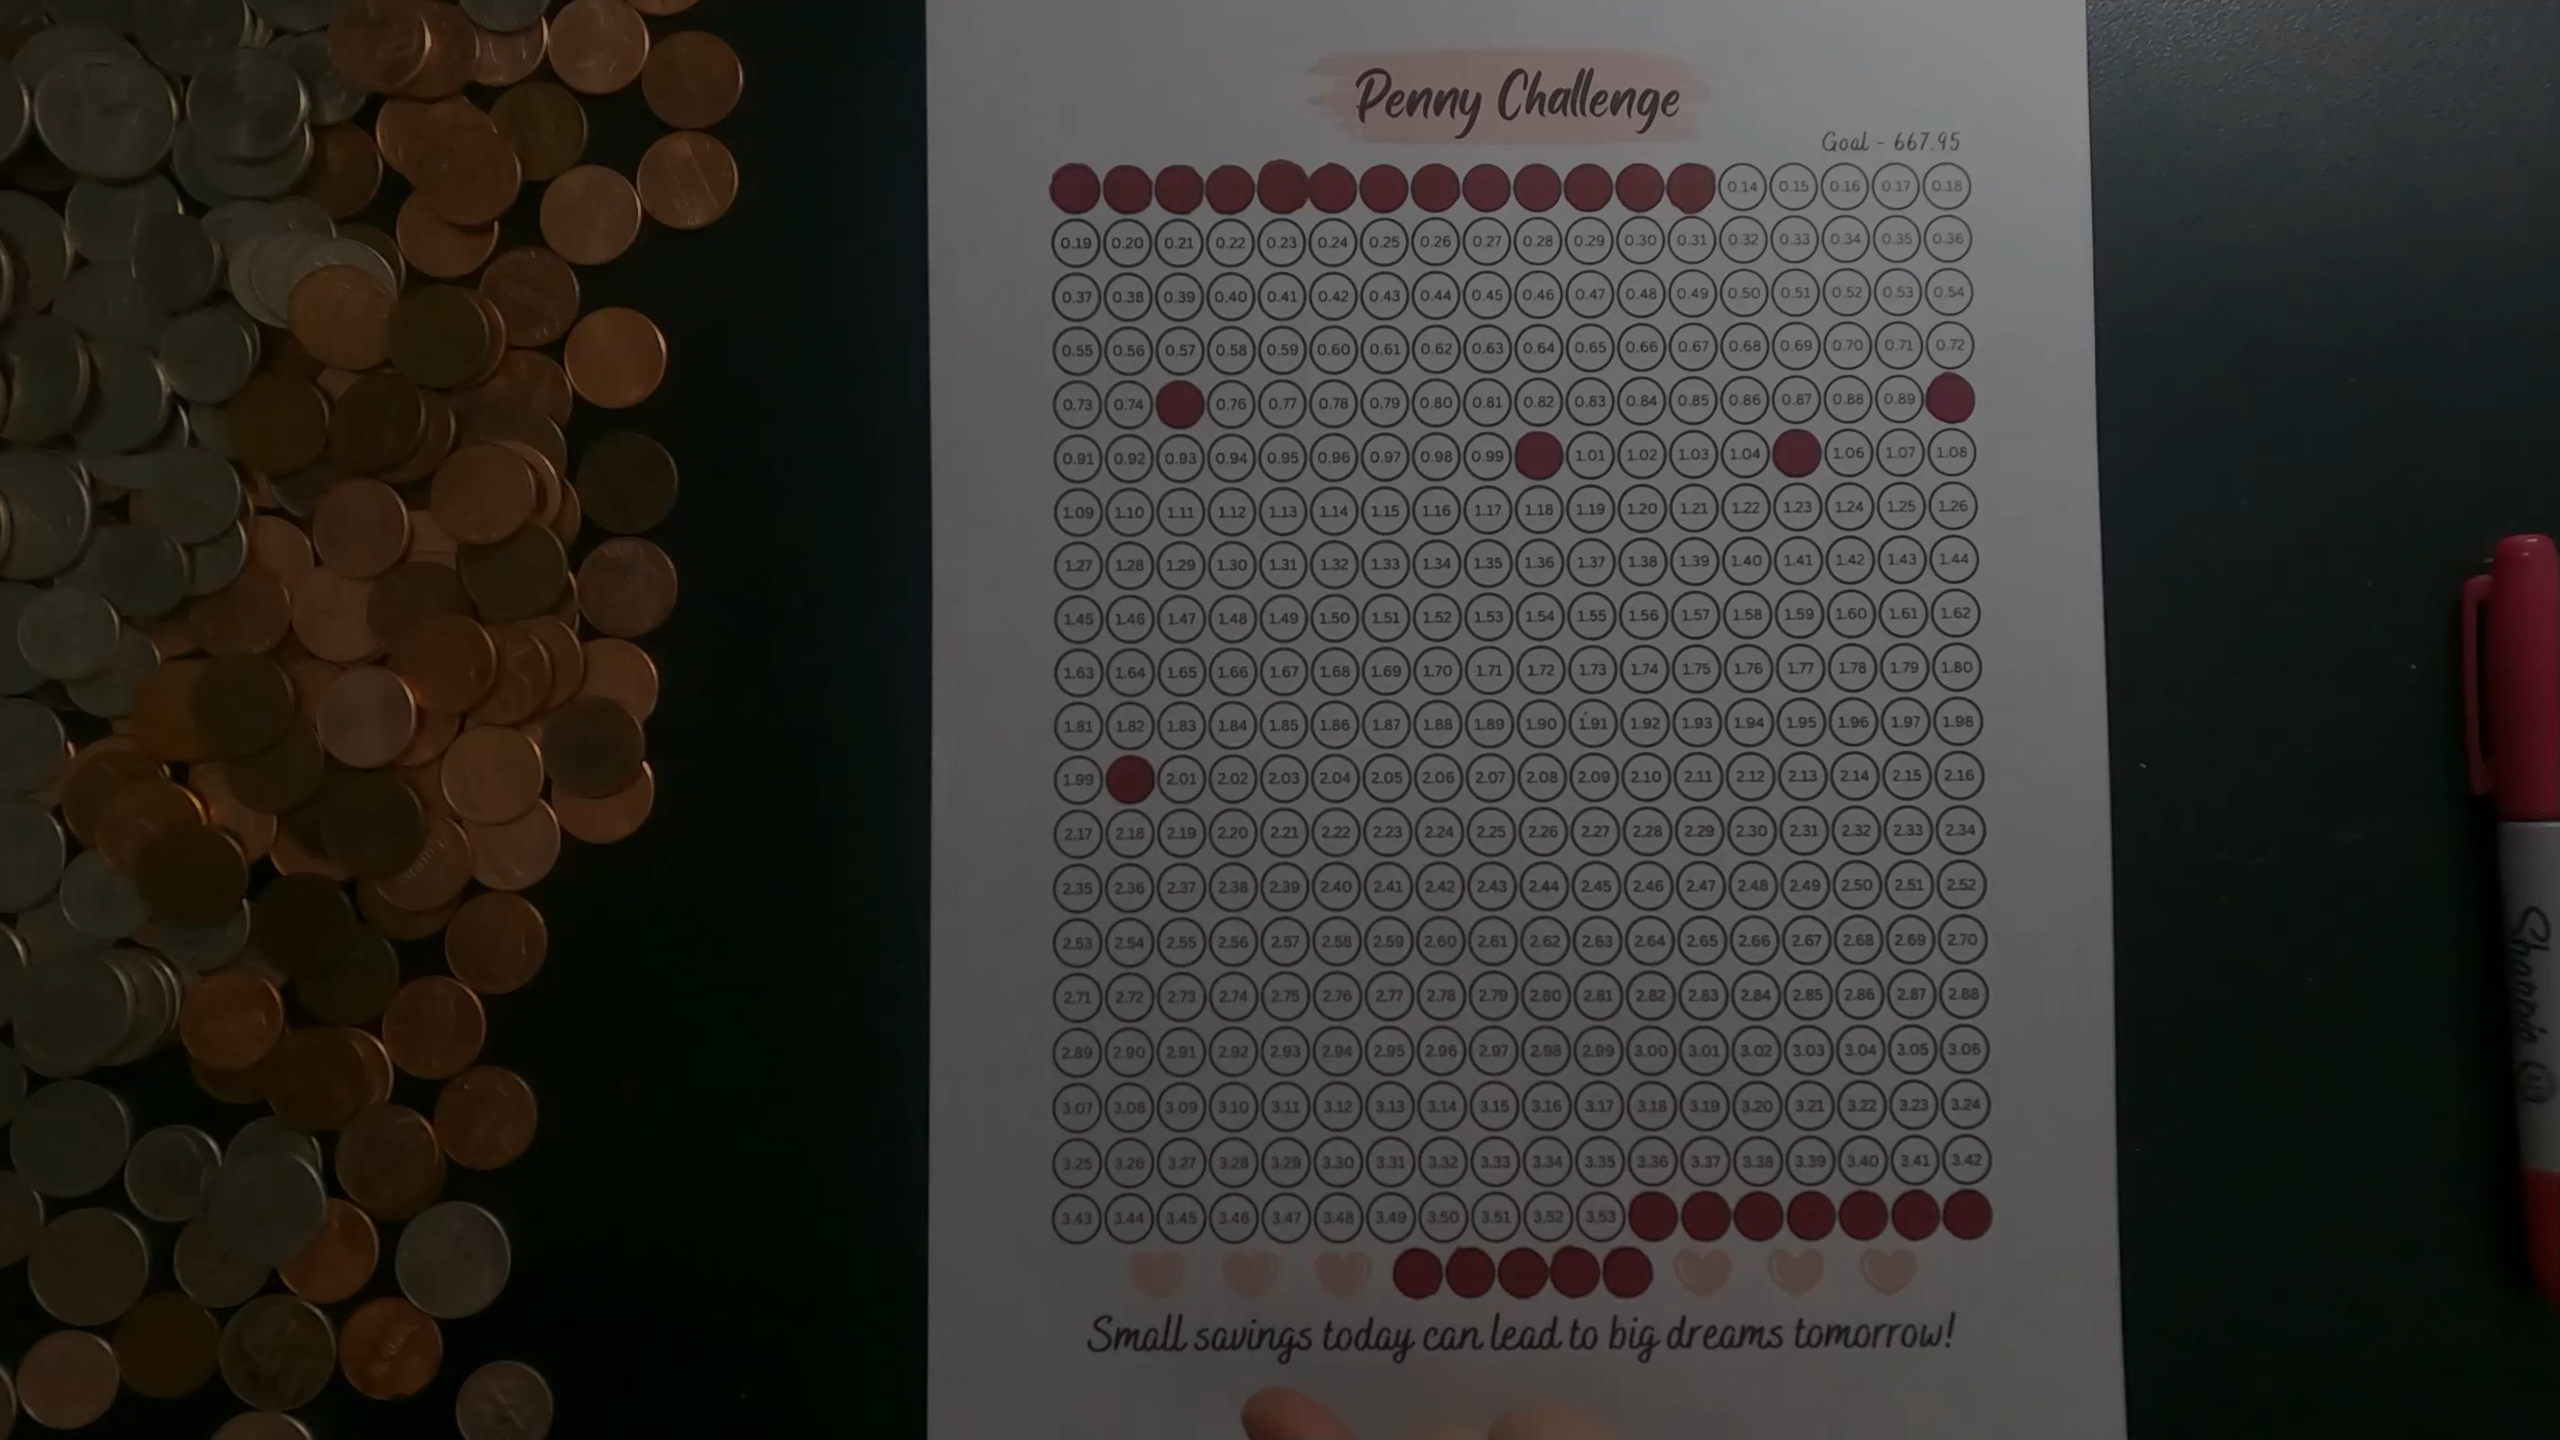 Penny Challenge
Goal - 667.95
0.14 0.15 0.16 0.17 0.18
0.19 0.20 0.21 0.22 0.23 0.24 0.25 0.26 0.27 0.28 0.29 0.30 0.31 0.32 0.33 0.34 0.35 0.36
0.37 0.38 0.39 0.40 0.41 0.42 0.43 0.44 0.45 0.46 0.47 0.48 0.49 0.50 0.51 0.52 0.53 0.54
0.55 0.56 0.57 0.58 0.59 0.60 0.61 0.62 0.63 0.64 0.65 0.66 0.67 0.68 0.69 0.70 0.71 0.72
0.73 0.74 0.76 0.77 0.78 0.79 0.80 0.81 0.82 0.83 0.84 0.85 0.86 0.87 0.88 0.89
0.91 0.92 0.93 0.94 0.95 0.96 0.97 0.98 0.99 1.01 1.02 1.03 1.04 1.06 1.07 1.08
1.09 1.10 1.11 1.12 1.13 1.14 1.15 1.16 1.17 1.18 1.19 1.20 1.21 1.22 1.23 1.24 1.25 1.26
1.27 1.28 1.29 1.30 1.31 1.32 1.33 1.34 1.35 1.36 1.37 1.38 1.39 1.40 1.41 1.42 1.43 1.44
1.45 1.46 1.47 1.48 1.49 1.50 1.51 1.52 1.53 1.54 1.55 1.56 1.57 1.58 1.59 1.60 1.61 1.62
1.63 1.64 1.65 1.66 1.67 1.68 1.69 1.70 1.71 1.72 1.73 1.74 1.75 1.76 1.77 1.78 1.79 1.80
1.81 1.82 1.83 1.84 1.85 1.86 1.87 1.88 1.89 1.90 1.91 1.92 1.93 1.94 1.95 1.96 1.97 1.98
1.99 2.01 2.02 2.03 2.04 2.05 2.06 2.07 2.08 2.09 2.10 2.11 2.12 2.13 2.14 2.15 2.16
2.17 2.18 2.19 2.20 2.21 2.22 2.23 2.24 2.25 2.26 2.27 2.28 2.29 2.30 2.31 2.32 2.33 2.34
2.35 2.36 2.37 2.38 2.39 2.40 2.41 2.42 2.43 2.44 2.45 2.46 2.47 2.48 2.49 2.50 2.51 2.52
2.53 2.54 2.55 2.56 2.57 2.58 2.59 2.60 2.61 2.62 2.63 2.64 2.65 2.66 2.67 2.68 2.69 2.70
2.71 2.72 2.73 2.74 2.75 2.76 2.77 2.78 2.79 2.80 2.81 2.82 2.83 2.84 2.85 2.86 2.87 2.88
2.89 2.90 2.91 2.92 2.93 2.94 2.95 2.96 2.97 2.98 2.99 3.00 3.01 3.02 3.03 3.04 3.05 3.06
3.07 3.08 3.09 3.10 3.11 3.12 3.13 3.14 3.15 3.16 3.17 3.18 3.19 3.20 3.21 3.22 3.23 3.24
3.25 3.26 3.27 3.28 3.29 3.30 3.31 3.32 3.33 3.34 3.35 3.36 3.37 3.38 3.39 3.40 3.41 3.42
3.43 3.44 3.45 3.46 3.47 3.48 3.49 3.50 3.51 3.52 3.53
Small savings today can lead to big dreams tomorrow!
Sharpie